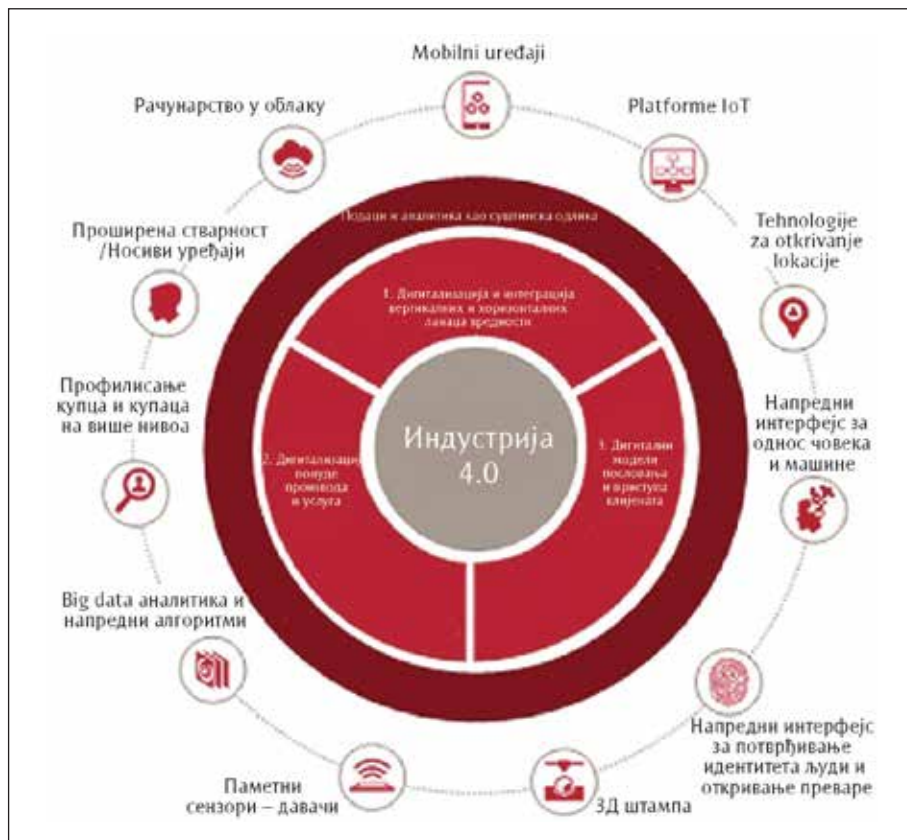 Mobilni uređaji
Рачунарство у облаку
Platforme IoT
Подаци и аналитика као суштинска одлика
Проширена стварност
/Носиви уређаји
Tehnologije
za otkrivanje
lokacije
1. Дигитализација и интеграција
вертикалних и хоризонталних
ланаца вредности
Профилисање
купца и купаца
на више нивоа
Напредни
интерфејс за
однос човека
и машине
Индустрија
4.0
2. Дигитализациј
понуде
производа
и услуга
3. Дигитални
модели
пословања
и приступа
клијената
Big data аналитика и
напредни алгоритми
Напредни интерфејс
за потврђивање
идентитета људи и
откривање преваре
Паметни
сензори – давачи
3Д штампа